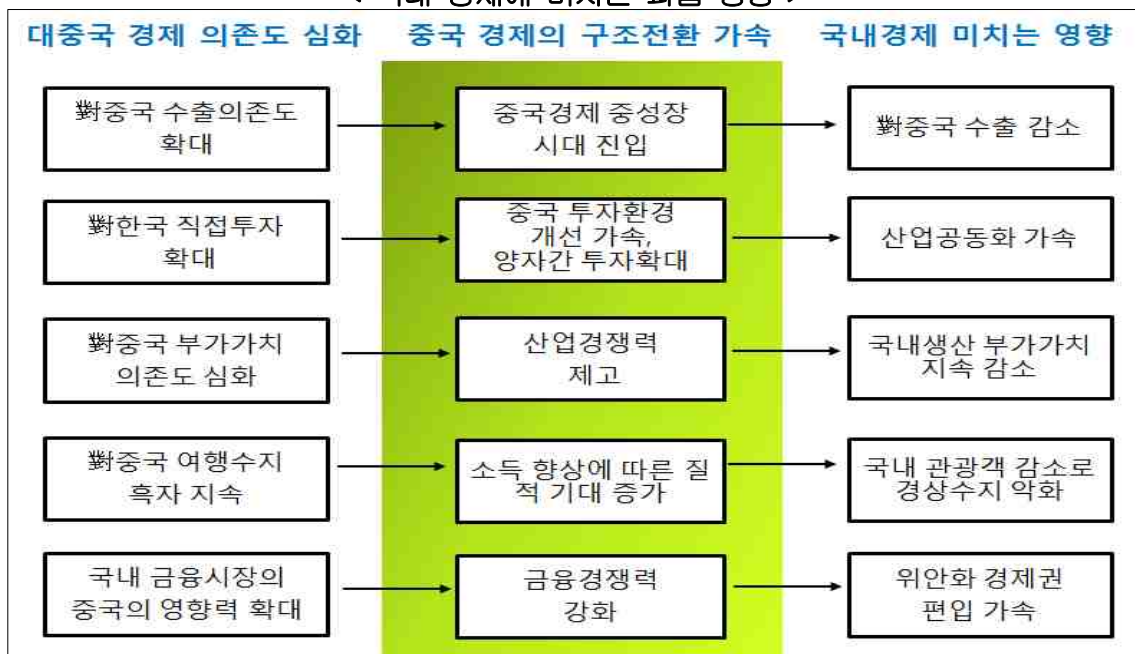 대중국 경제 의존도 심화
중국 경제의 구조전환 가속
국내경제 미치는 영향
對중국 수출의존도
확대
중국경제 중성장
시대 진입
對중국 수출 감소
對한국 직접투자
확대
중국 투자환경
개선 가속,
양자간 투자확대
산업공동화 가속
對중국 부가가치
의존도 심화
산업경쟁력
제고
국내생산 부가가치
지속 감소
對중국 여행수지
흑자 지속
소득 향상에 따른 질
적 기대 증가
국내 관광객 감소로
경상수지 악화
국내 금융시장의
중국의 영향력 확대
금융경쟁력
강화
위안화 경제권
편입 가속